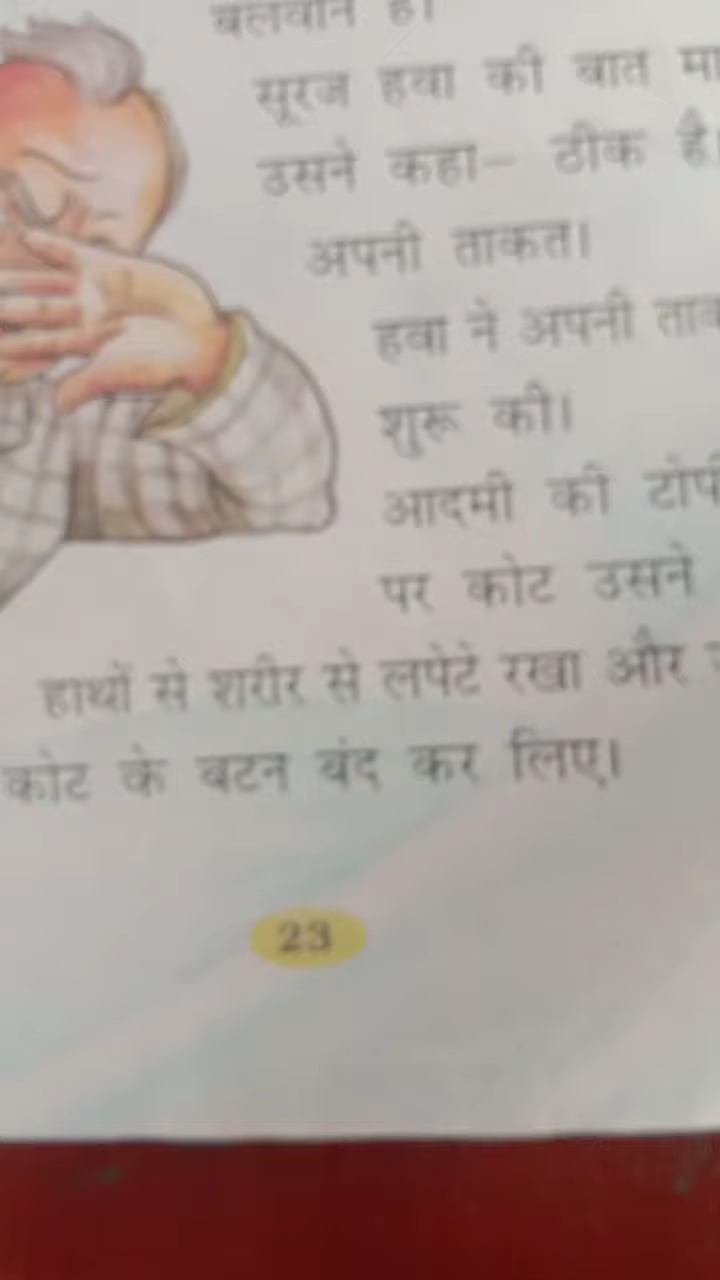 बलवान है।
सूरज हवा की बात
उसने कहा– ठीक है।
अपनी ताकत।
हवा ने अपनी
शुरू की।
आदमी की
पर कोट उसने
हाथों से शरीर से लपेटे रखा और
कोट के बटन बंद कर लिए।
23